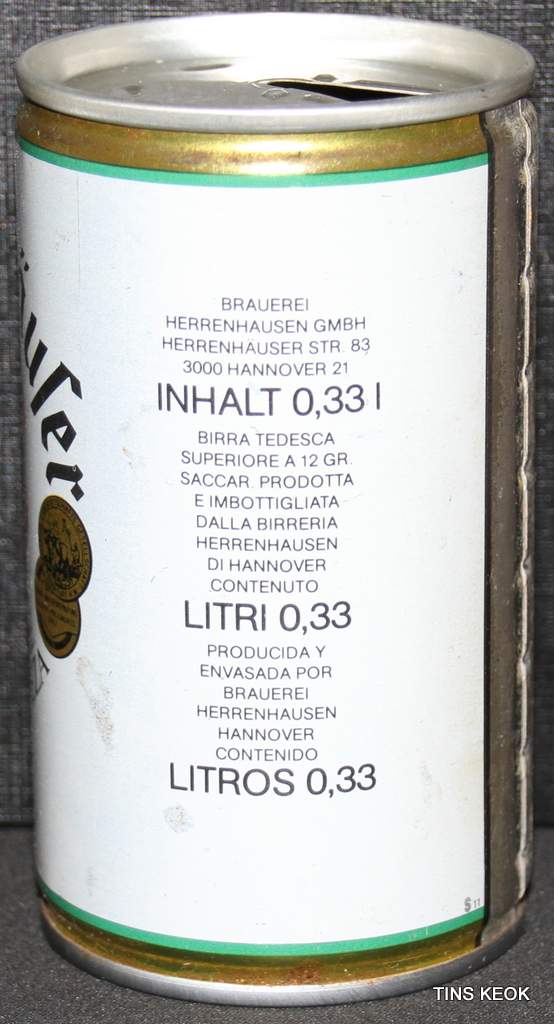 BRAUEREI
HERRENHAUSEN GMBH
HERRENHÄUSER STR. 83
3000 HANNOVER 21
INHALT 0,33 l
BIRRA TEDESCA
SUPERIORE A 12 GR.
SACCAR. PRODOTTA
E IMBOTTIGLIATA
DALLA BIRRERIA
HERRENHAUSEN
DI HANNOVER
CONTENUTO
LITRI 0,33
PRODUCIDA Y
ENVASADA POR
BRAUEREI
HERRENHAUSEN
HANNOVER
CONTENIDO
LITROS 0,33
S 11
TINS KEOK